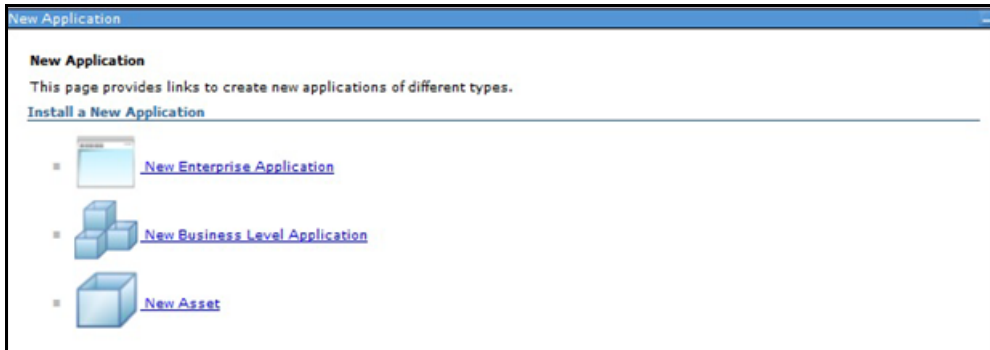 New Application
New Application
This page provides links to create new applications of different types.
Install a New Application
New Enterprise Application
New Business Level Application
New Asset